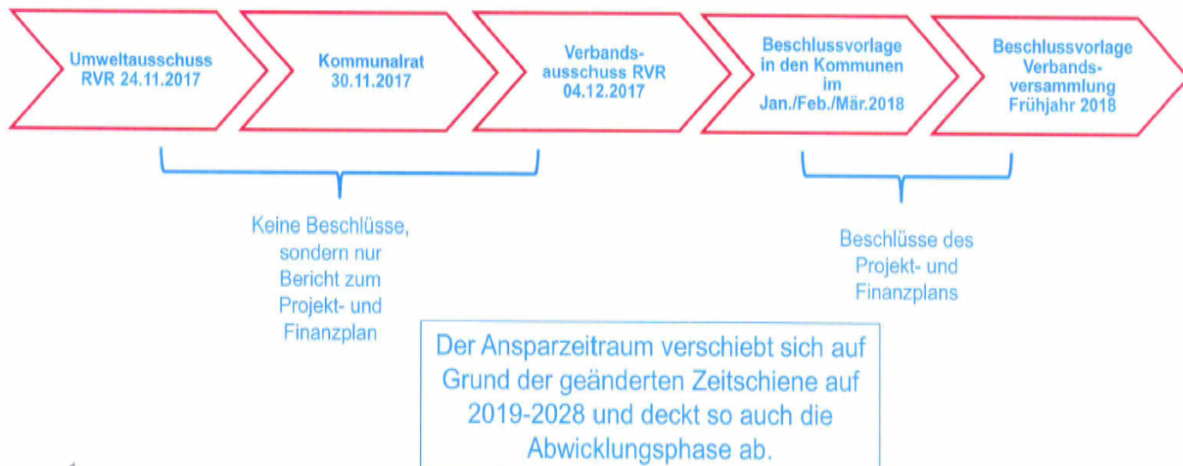 Umweltausschuss
RVR 24.11.2017
Kommunalrat
30.11.2017
Verbands-
ausschuss RVR
04.12.2017
Beschlussvorlage
in den Kommunen
im
Jan./Feb./Mär.2018
Beschlussvorlage
Verbands-
versammlung
Frühjahr 2018
Keine Beschlüsse,
sondern nur
Bericht zum
Projekt- und
Finanzplan
Beschlüsse des
Projekt- und
Finanzplans
Der Ansparzeitraum verschiebt sich auf
Grund der geänderten Zeitschiene auf
2019-2028 und deckt so auch die
Abwicklungsphase ab.